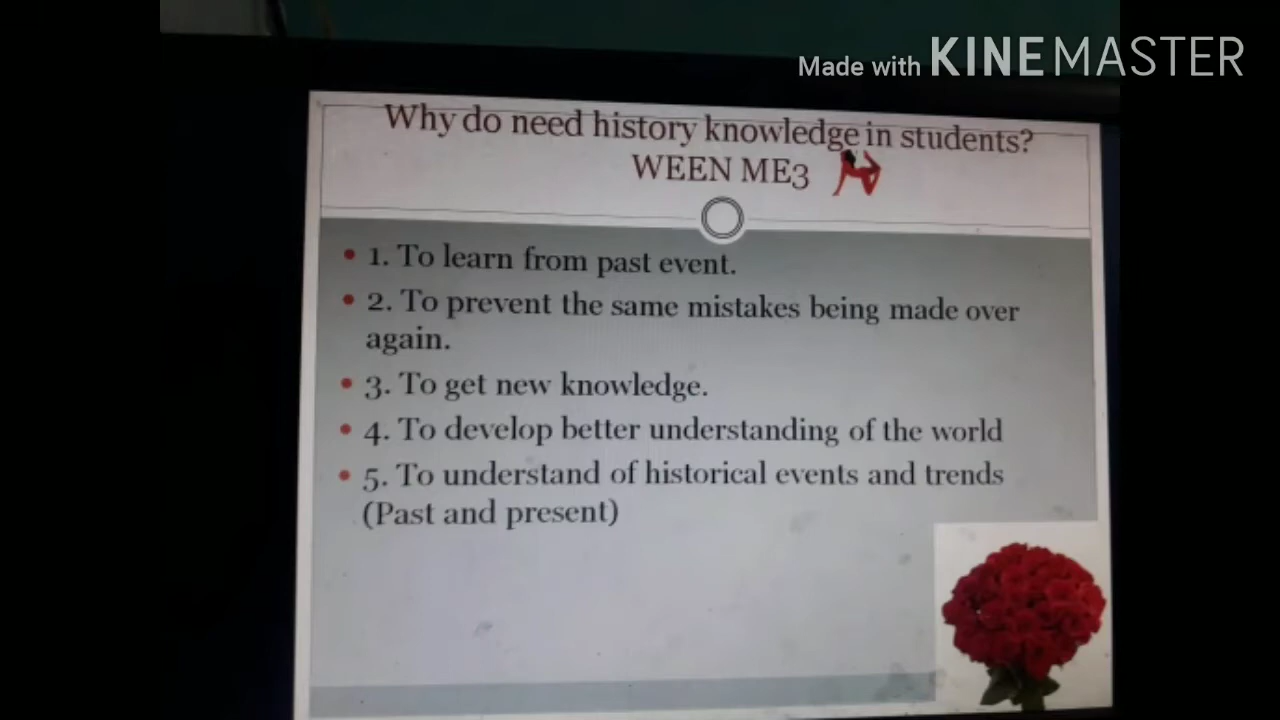 Made with KINEMASTER
Why do need history knowledge in students?
WEEN ME3
• 1. To learn from past event.
• 2. To prevent the same mistakes being made over
again.
• 3. To get new knowledge.
• 4. To develop better understanding of the world
• 5. To understand of historical events and trends
(Past and present)